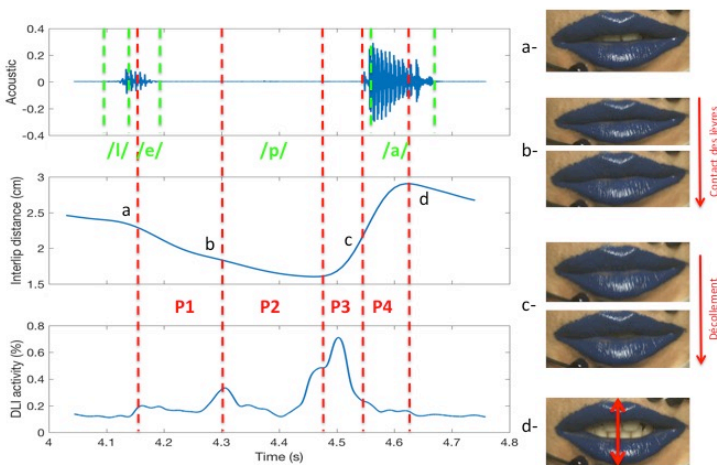 0.4
0.2
0
-0.2
-0.4
Acoustic
/l/ /e/ /p/ /a/
3
2.5
2
1.5
Interlip distance (cm)
a
b
c
d
P1 P2 P3 P4
0.8
0.6
0.4
0.2
0
DLI activity (%)
4 4.1 4.2 4.3 4.4 4.5 4.6 4.7 4.8
Time (s)
a-
b-
Contact des lèvres
c-
Décollement
d-